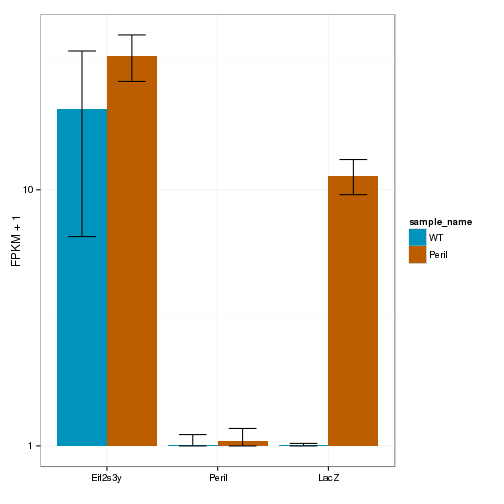 FPKM + 1
10
1
Eif2s3y
Peril
LacZ
sample_name
WT
Peril